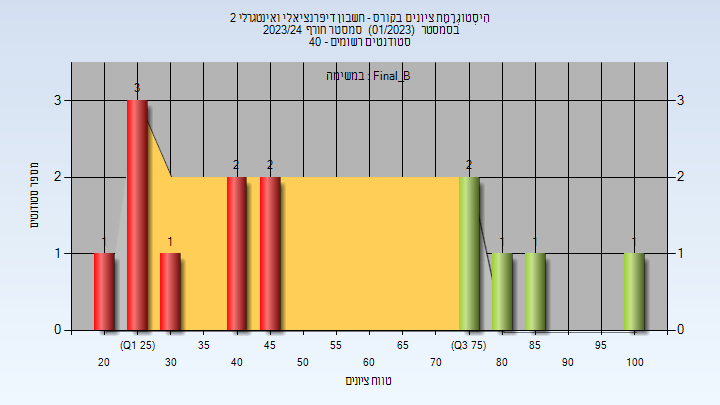 היסטוגרמת ציונים בקורס - חשבון דיפרנציאלי ואינטגרלי 2
בסמסטר (01/2023) סמסטר חורף 2023/24
סטודנטים רשומים - 40
במשימה : Final_B
מספר סטודנטים
3 3
2 2
1 1
0 0
1 3 1 2 2 2 1 1 1
(Q1 25) 35 45 55 65 (Q3 75) 85 95
20 30 40 50 60 70 80 90 100
טווח ציונים